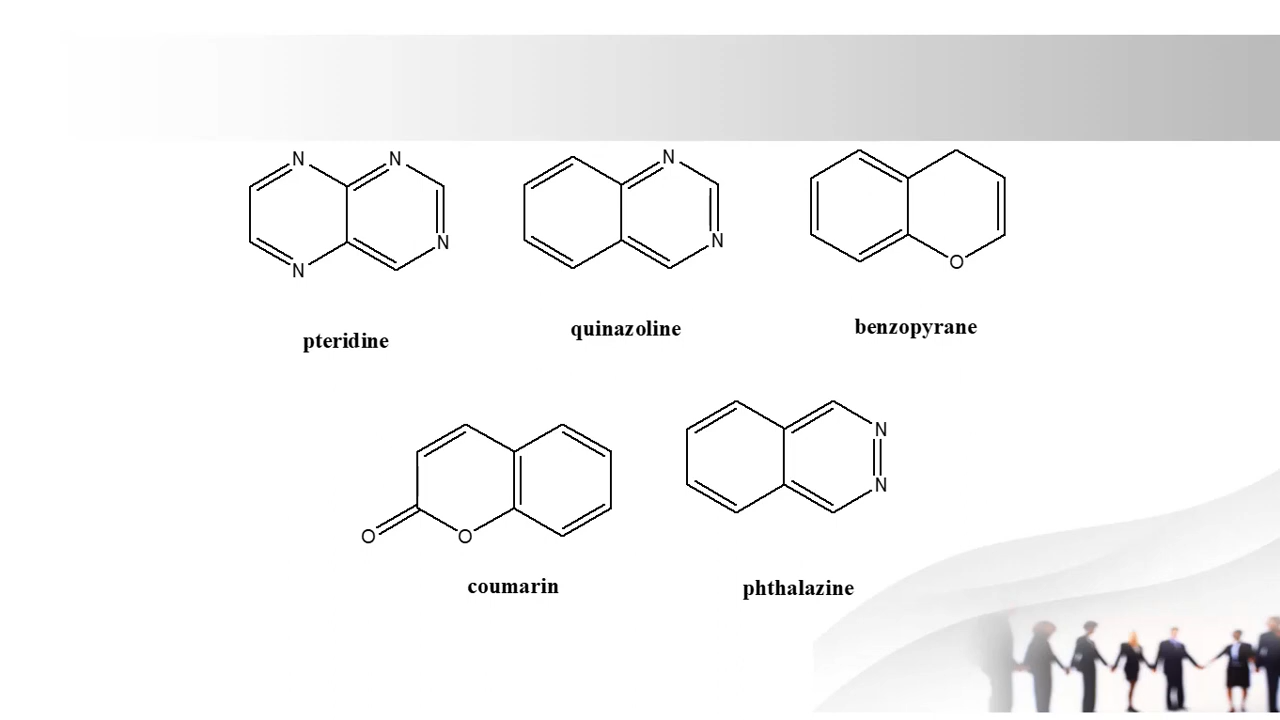 N N
N
N
pteridine
N
N
quinazoline
O
benzopyrane
O O
coumarin
N
N
phthalazine